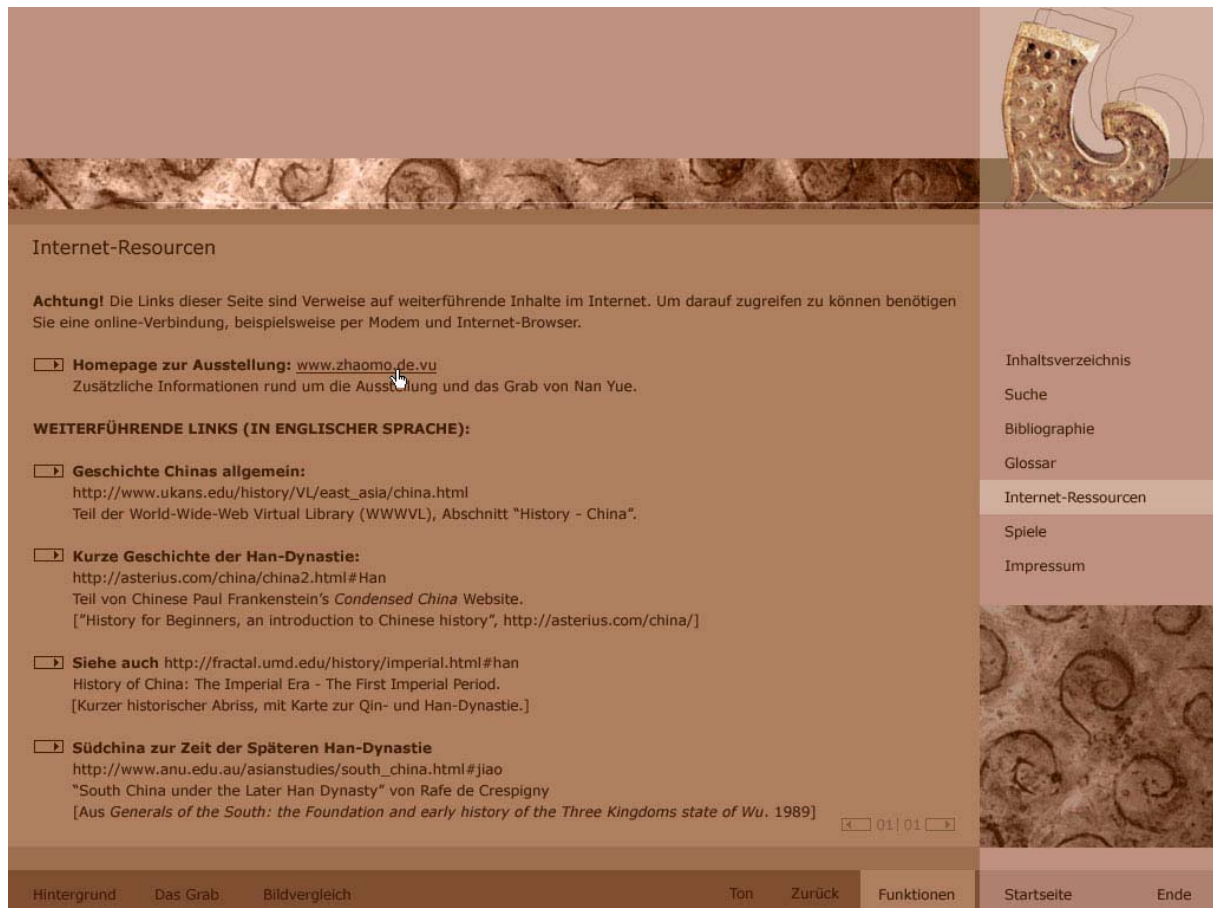 Internet-Resourcen
Achtung! Die Links dieser Seite sind Verweise auf weiterführende Inhalte im Internet. Um darauf zugreifen zu können benötigen
Sie eine online-Verbindung, beispielsweise per Modem und Internet-Browser.
Homepage zur Ausstellung: www.zhaomo.de.vu
Zusätzliche Informationen rund um die Ausstellung und das Grab von Nan Yue.
WEITERFÜHRENDE LINKS (IN ENGLISCHER SPRACHE):
Geschichte Chinas allgemein:
http://www.ukans.edu/history/VL/east_asia/china.html
Teil der World-Wide-Web Virtual Library (WWWVL), Abschnitt “History - China”.
Kurze Geschichte der Han-Dynastie:
http://asterius.com/china/china2.html#Han
Teil von Chinese Paul Frankenstein’s Condensed China Website.
[”History for Beginners, an introduction to Chinese history”, http://asterius.com/china/]
Siehe auch http://fractal.umd.edu/history/imperial.html#han
History of China: The Imperial Era - The First Imperial Period.
[Kurzer historischer Abriss, mit Karte zur Qin- und Han-Dynastie.]
Südchina zur Zeit der Späteren Han-Dynastie
http://www.anu.edu.au/asianstudies/south_china.html#jiao
“South China under the Later Han Dynasty” von Rafe de Crespigny
[Aus Generals of the South: the Foundation and early history of the Three Kingdoms state of Wu. 1989]
01|01
Inhaltsverzeichnis
Suche
Bibliographie
Glossar
Internet-Ressourcen
Spiele
Impressum
Hintergrund Das Grab Bildvergleich Ton Zurück Funktionen Startseite Ende